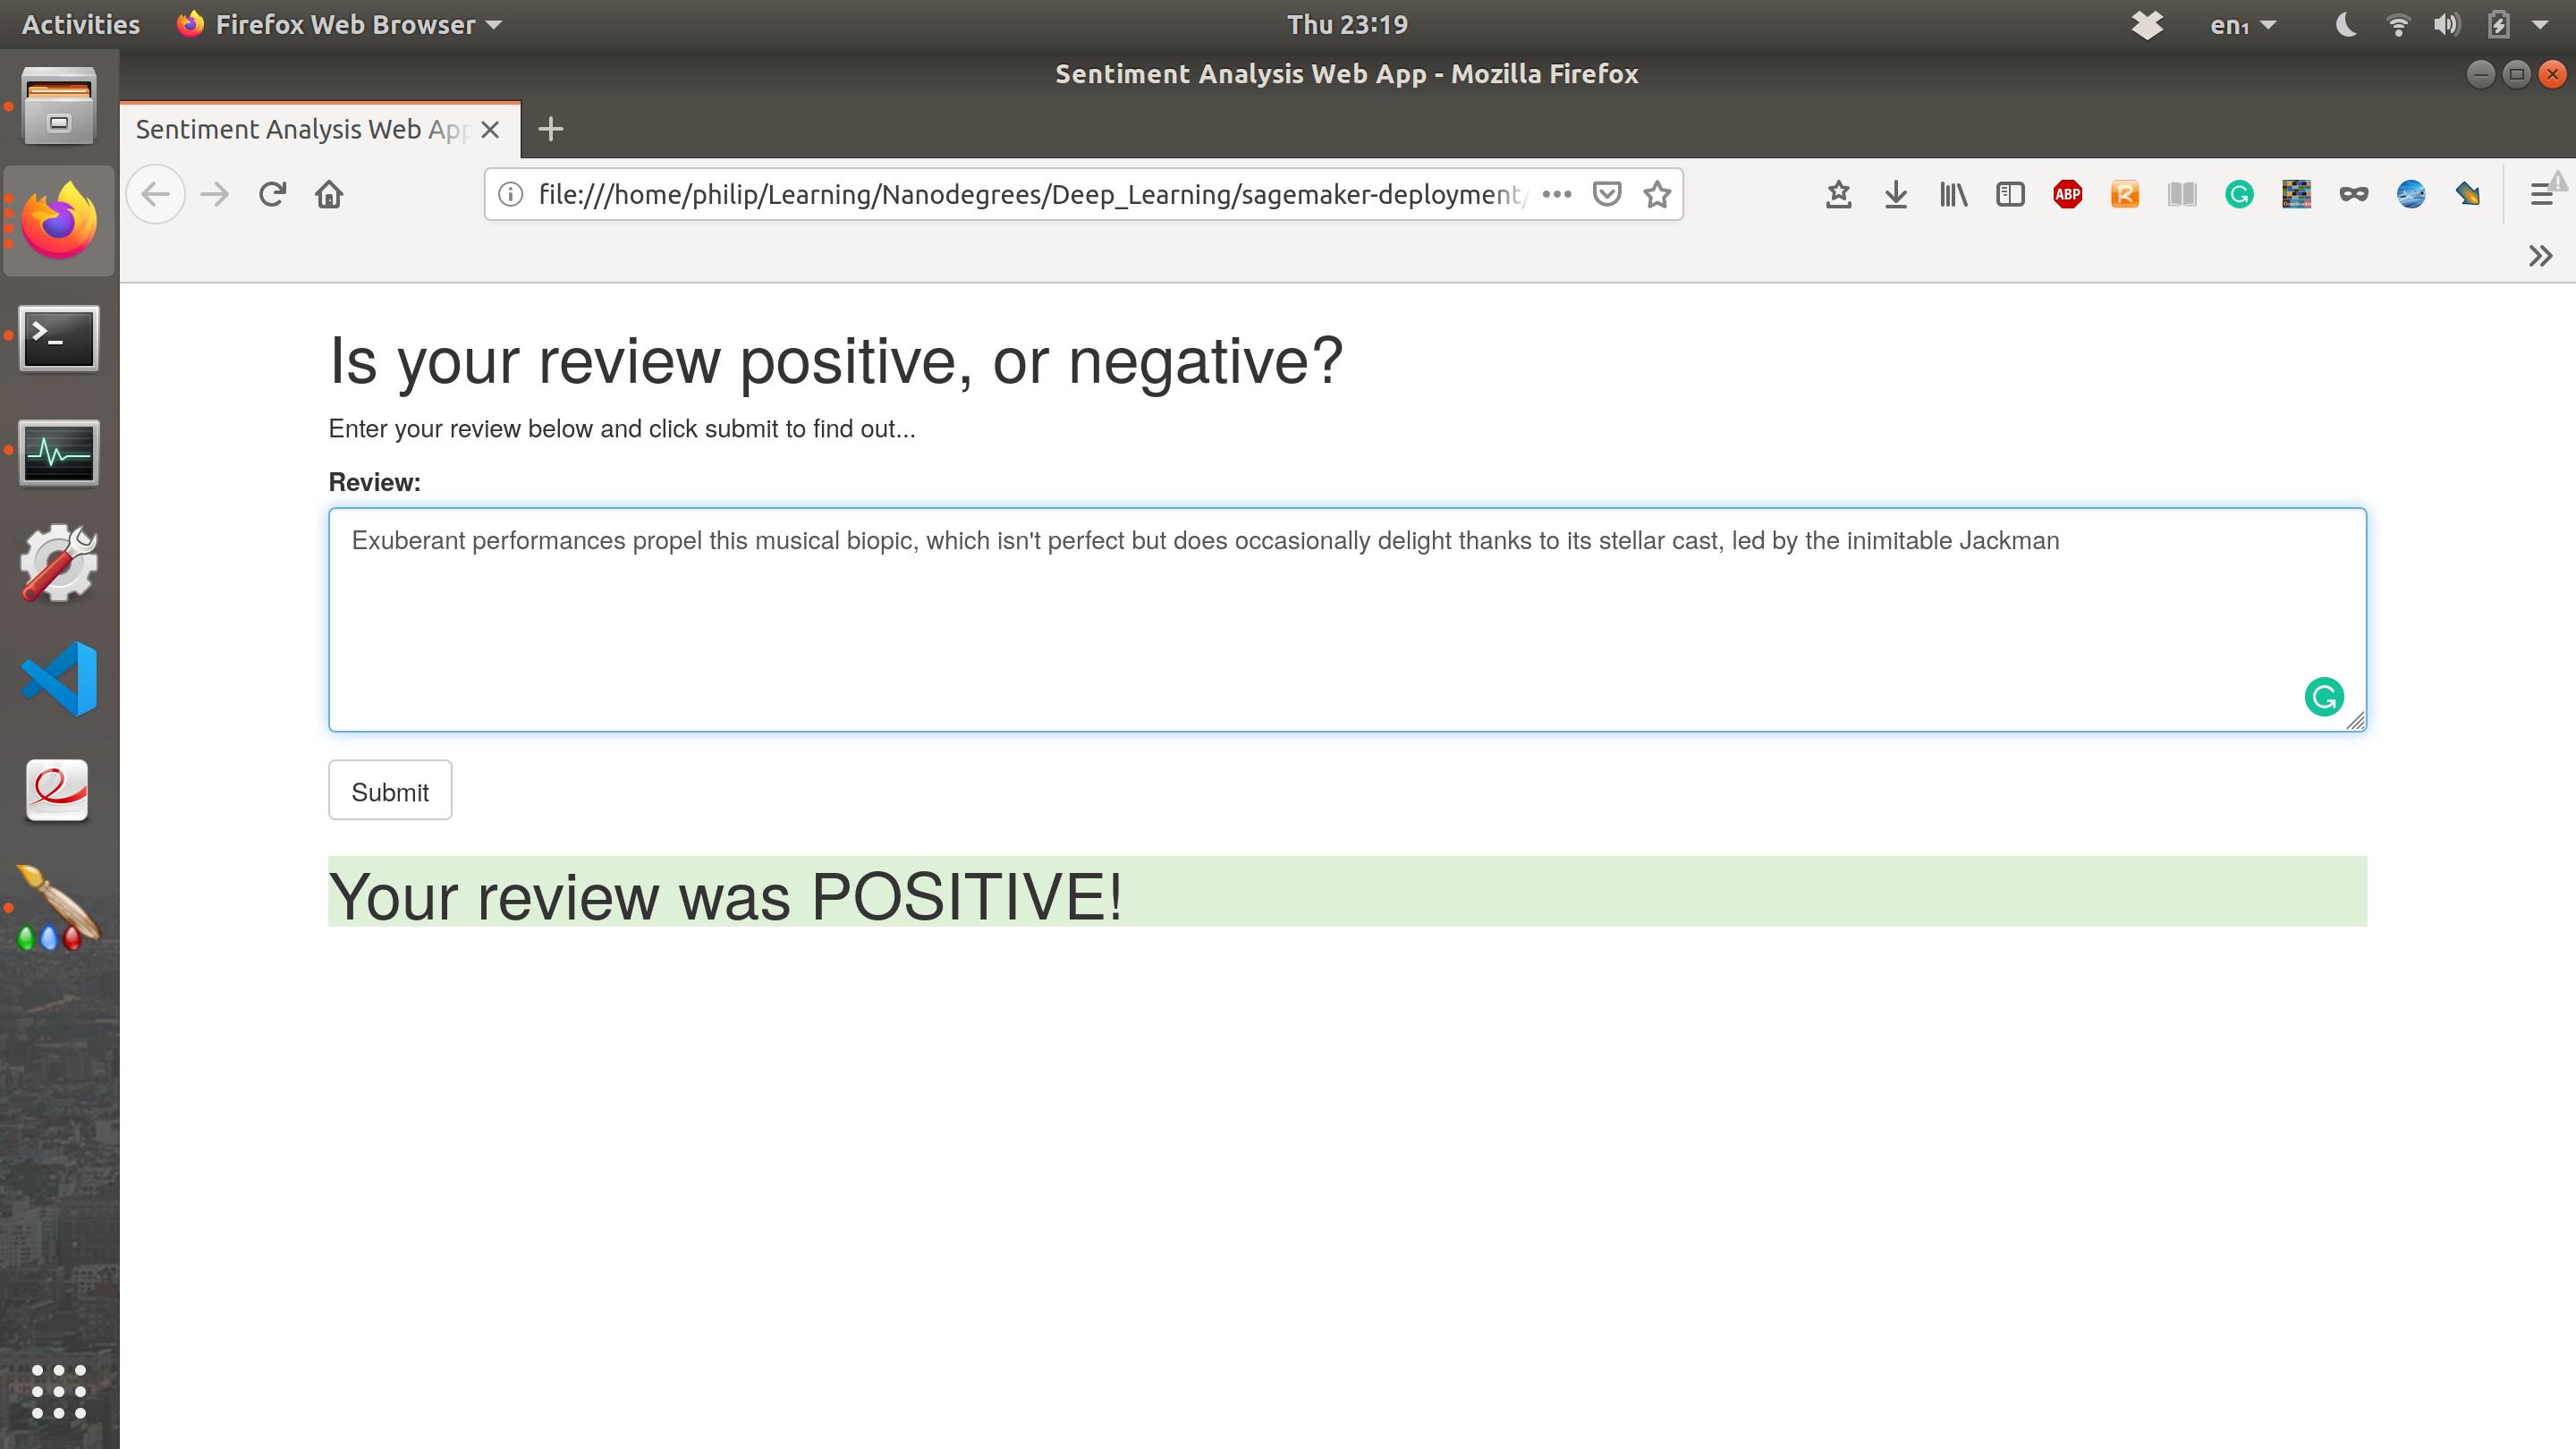 Activities Firefox Web Browser Thu 23:19 en₁
Sentiment Analysis Web App - Mozilla Firefox
Sentiment Analysis Web App
file:///home/philip/Learning/Nanodegrees/Deep_Learning/sagemaker-deployment/ ABP
Is your review positive, or negative?
Enter your review below and click submit to find out...
Review:
Exuberant performances propel this musical biopic, which isn't perfect but does occasionally delight thanks to its stellar cast, led by the inimitable Jackman
Submit
Your review was POSITIVE!